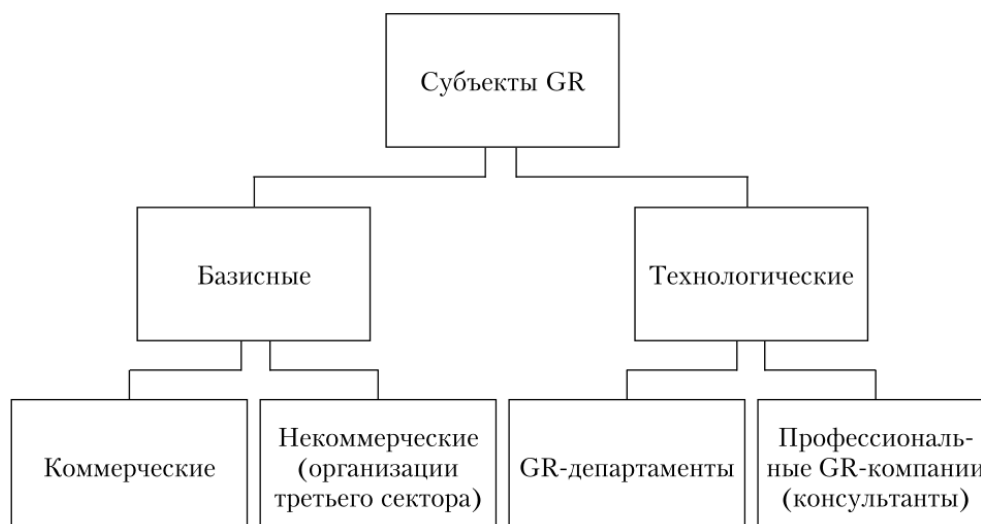 Субъекты GR
Базисные
Технологические
Коммерческие
Некоммерческие
(организации
третьего сектора)
GR-департаменты
Профессиональ-
ные GR-компании
(консультанты)